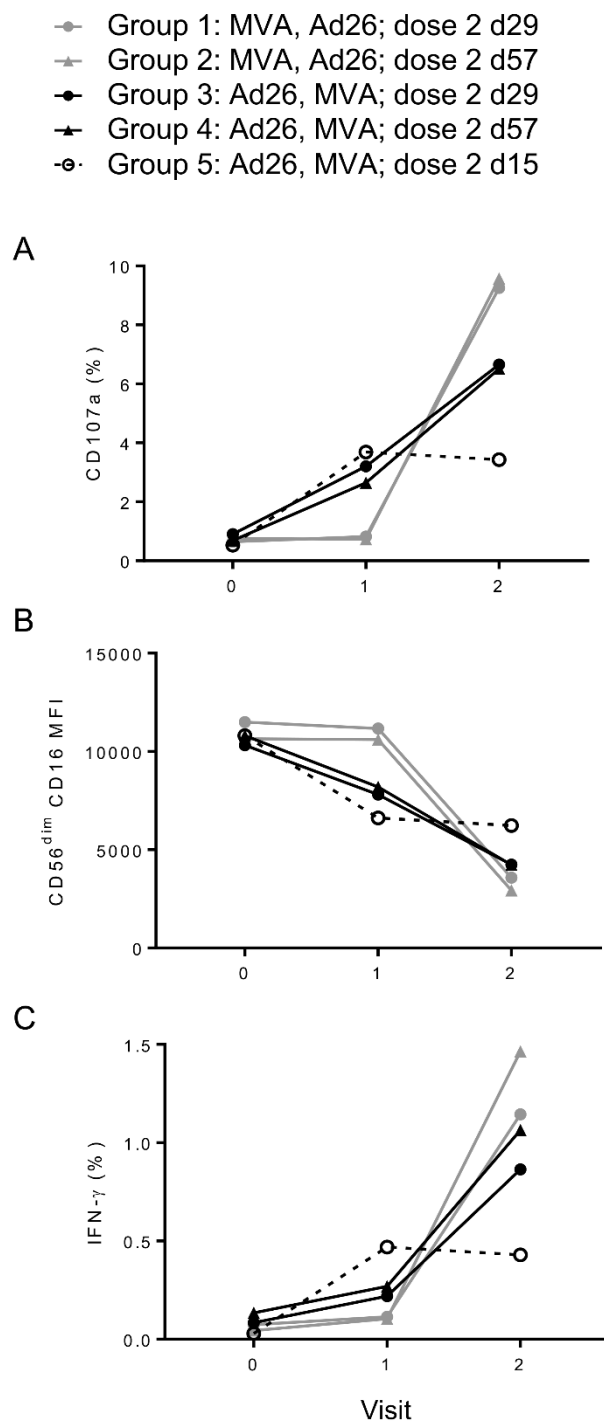 Group 1: MVA, Ad26; dose 2 d29
Group 2: MVA, Ad26; dose 2 d57
Group 3: Ad26, MVA; dose 2 d29
Group 4: Ad26, MVA; dose 2 d57
Group 5: Ad26, MVA; dose 2 d15
A
CD107a (%)
10
8
6
4
2
0
0 1 2
B
CD56dim CD16 MFI
15000
10000
5000
0
0 1 2
C
IFN-γ (%)
1.5
1.0
0.5
0.0
0 1 2
Visit